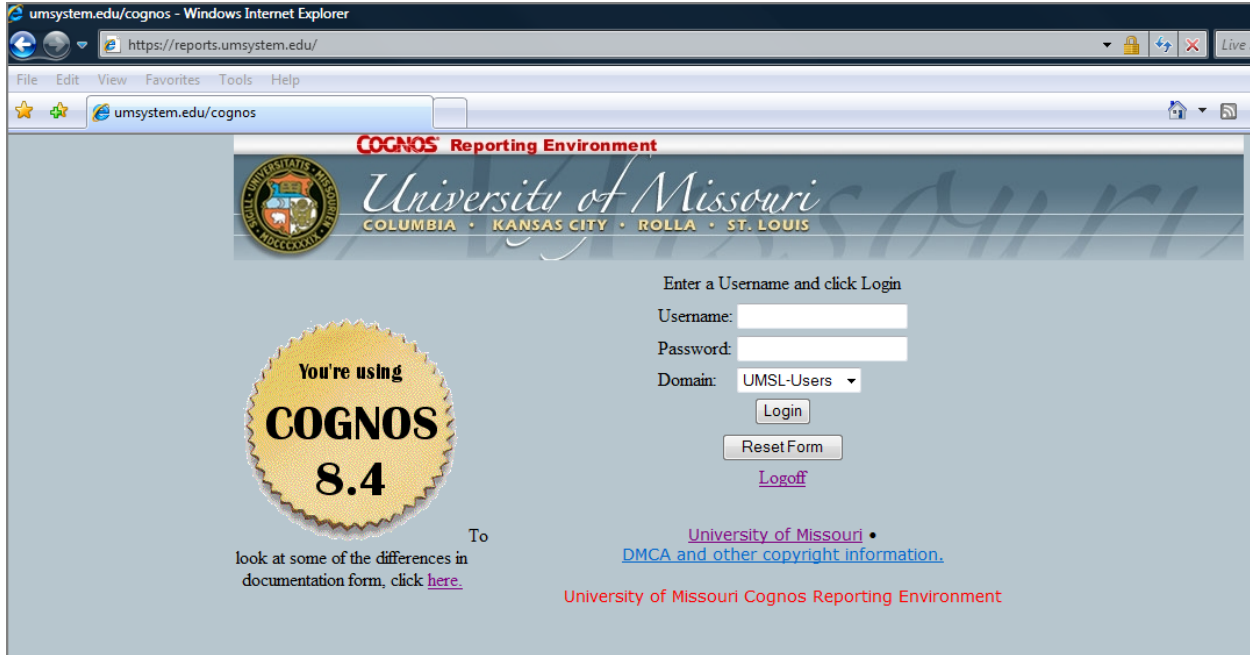 umsystem.edu/cognos - Windows Internet Explorer
https://reports.umsystem.edu/
Live
File Edit View Favorites Tools Help
umsystem.edu/cognos
COGNOS® Reporting Environment
Missouri
University of Missouri
COLUMBIA · KANSAS CITY · ROLLA · ST. LOUIS
Enter a Username and click Login
Username:
Password:
Domain: UMSL-Users
Login
Reset Form
Logoff
You're using
COGNOS
8.4
To
look at some of the differences in
documentation form, click here.
University of Missouri •
DMCA and other copyright information.
University of Missouri Cognos Reporting Environment